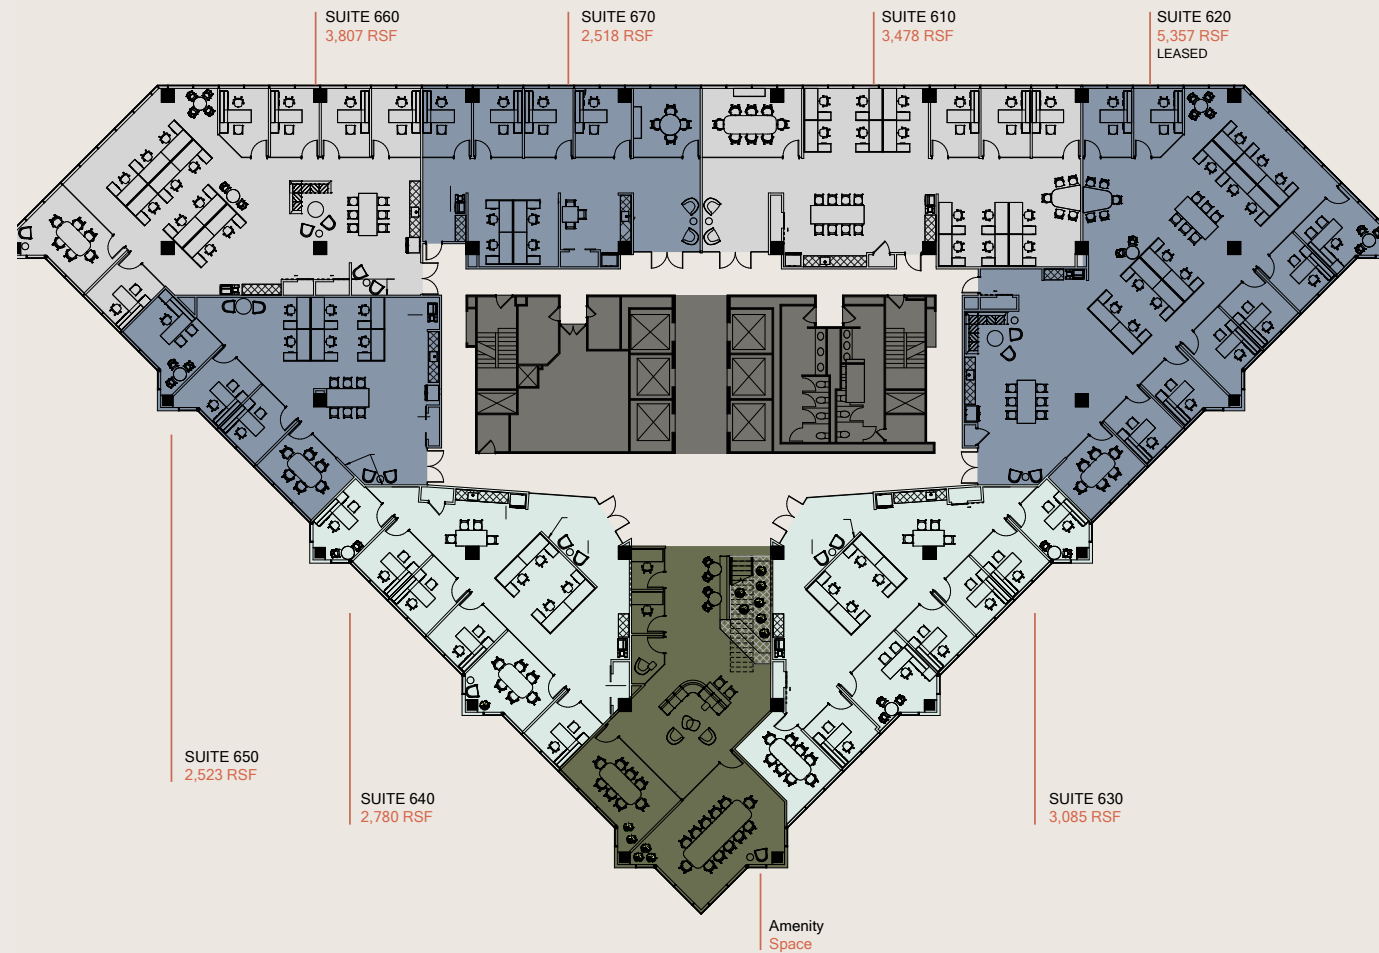 SUITE 660
3,807 RSF
SUITE 670
2,518 RSF
SUITE 610
3,478 RSF
SUITE 620
5,357 RSF
LEASED
SUITE 650
2,523 RSF
SUITE 640
2,780 RSF
SUITE 630
3,085 RSF
Amenity
Space